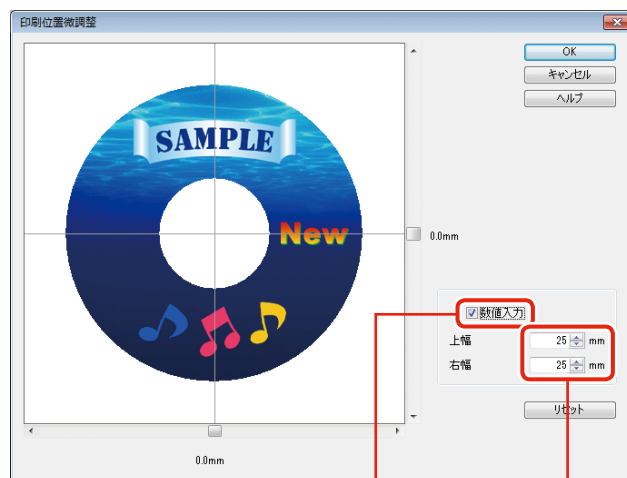 印刷位置微調整
OK
キャンセル
ヘルプ
SAMPLE
New
0.0mm
数値入力
上幅 25 mm
右幅 25 mm
リセット
0.0mm